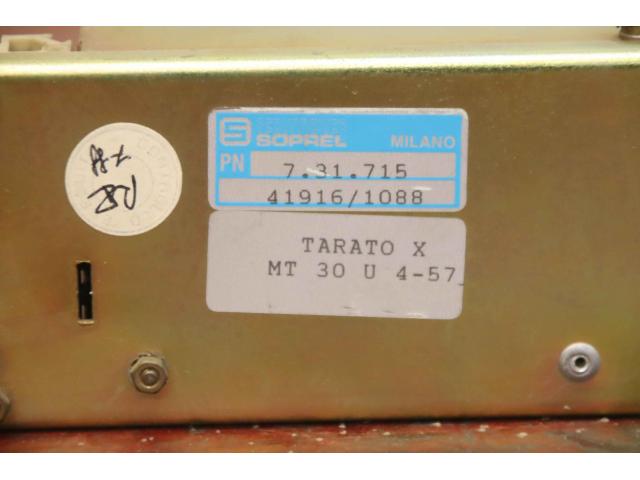 SOPREL MILANO
PN 7.31.715
41916/1088
TARATO X
MT 30 U 4-57